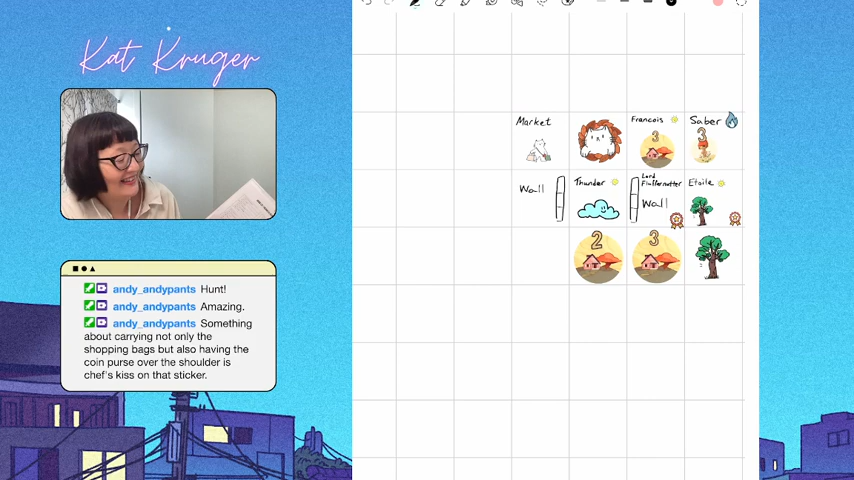 Kat Kruger
andy_andypants Hunt!
andy_andypants Amazing.
andy_andypants Something
about carrying not only the
shopping bags but also having the
coin purse over the shoulder is
chef's kiss on that sticker.
Market
Francois
Saber
3
3
Wall
Thunder
Lord
Fluffernutter
Wall
Etoile
2
3